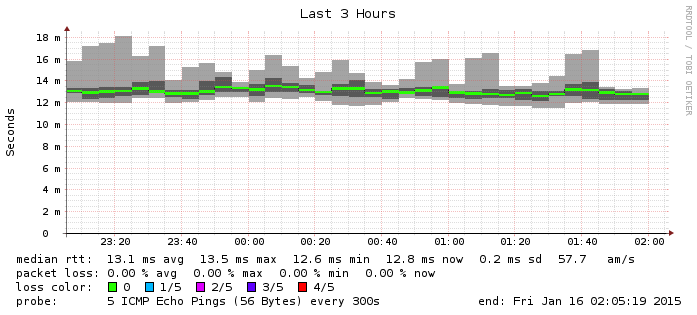 Last 3 Hours
RRDTOOL / TOBI OETIKER
Seconds
18 m
16 m
14 m
12 m
10 m
8 m
6 m
4 m
2 m
0
23:20 23:40 00:00 00:20 00:40 01:00 01:20 01:40 02:00
median rtt: 13.1 ms avg 13.5 ms max 12.6 ms min 12.8 ms now 0.2 ms sd 57.7 am/s
packet loss: 0.00 % avg 0.00 % max 0.00 % min 0.00 % now
loss color: 0 1/5 2/5 3/5 4/5
probe: 5 ICMP Echo Pings (56 Bytes) every 300s end: Fri Jan 16 02:05:19 2015